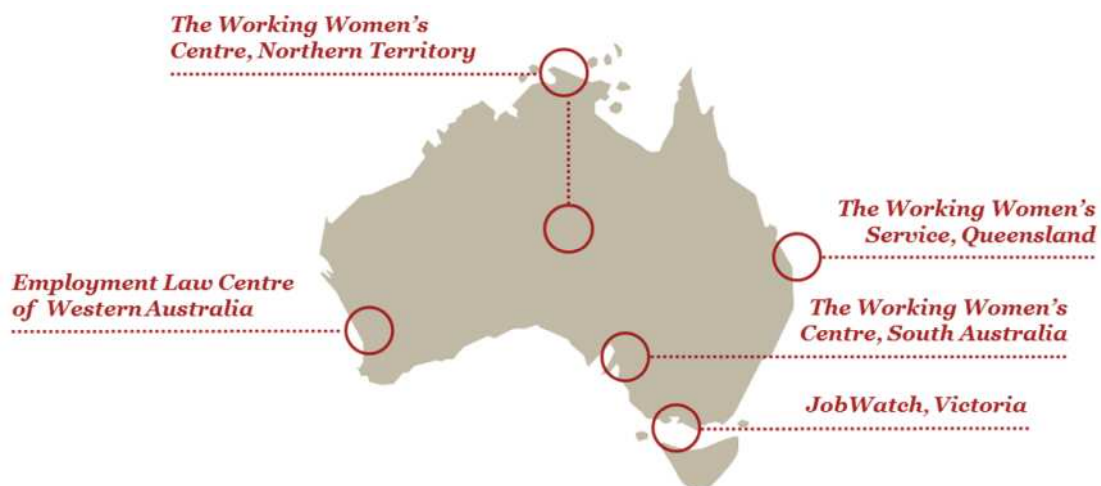 The Working Women's
Centre, Northern Territory
The Working Women's
Service, Queensland
Employment Law Centre
of Western Australia
The Working Women's
Centre, South Australia
JobWatch, Victoria